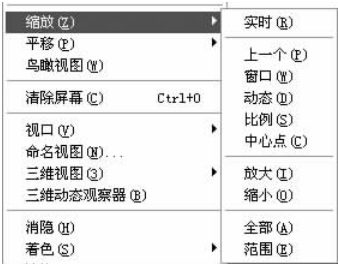 缩放(Z)
平移(P)
鸟瞰视图(W)
清除屏幕(C) Ctrl+0
视口(V)
命名视图(N)...
三维视图(3)
三维动态观察器(B)
消隐(H)
着色(S)
实时(R)
上一个(P)
窗口(W)
动态(D)
比例(S)
中心点(C)
放大(I)
缩小(O)
全部(A)
范围(E)